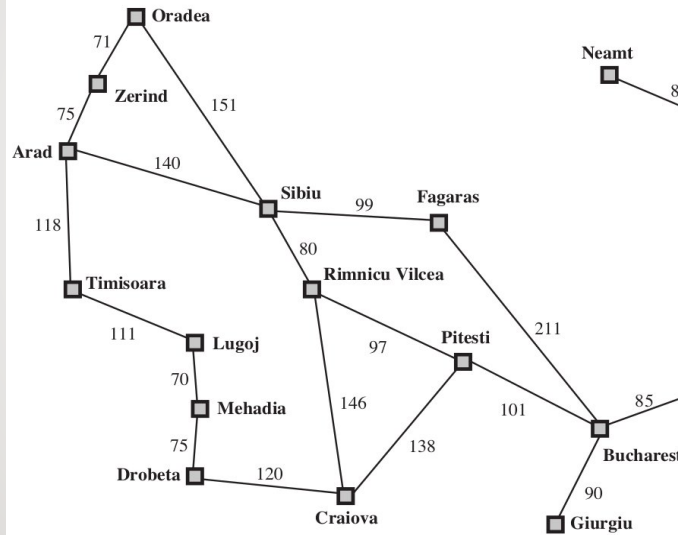 Oradea
71
Neamt
Zerind
151
8
75
Arad
140
Sibiu
Fagaras
99
118
80
Timisoara
Rimnicu Vilcea
211
111
Lugoj
97
Pitesti
70
Mehadia
146
101
85
75
138
Bucharest
Drobeta
120
90
Craiova
Giurgiu